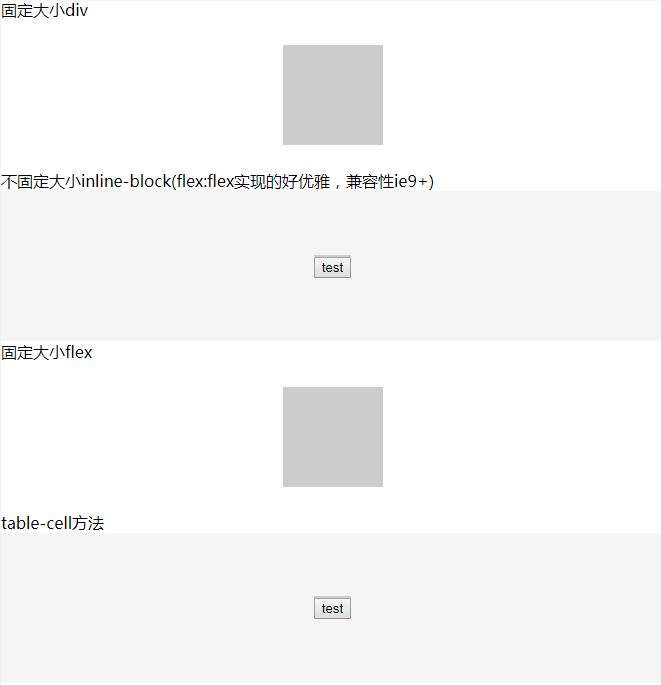 固定大小div
不固定大小inline-block(flex:flex实现的好优雅，兼容性ie9+)
test
固定大小flex
table-cell方法
test